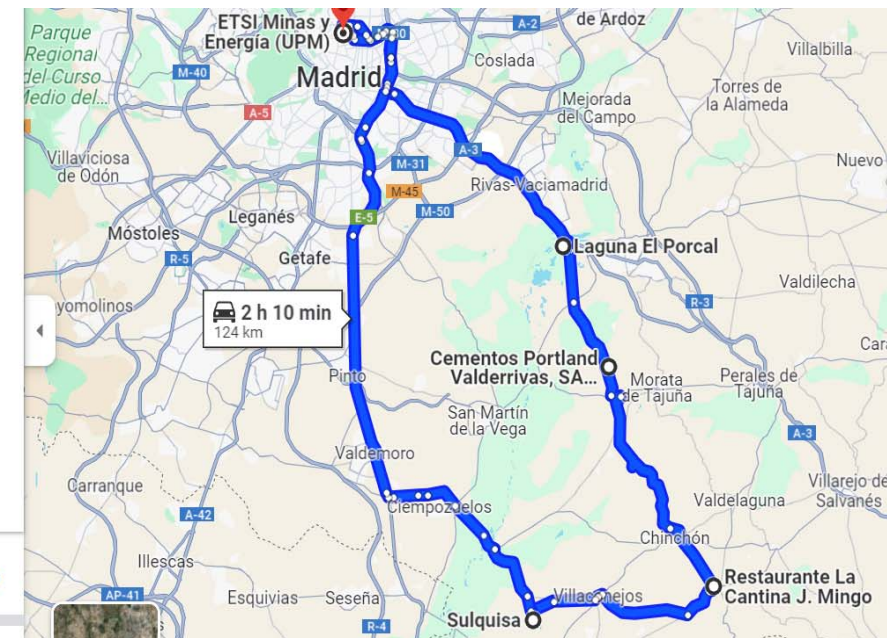 ETSI Minas y
Energía (UPM)
A-2
de Ardoz
Parque
Regional
del Curso
Medio del...
M-40
Coslada
Villalbilla
Madrid
Torres de
la Alameda
Mejorada
del Campo
A-5
A-3
Villaviciosa
de Odón
M-31
Nuevo
M-45
Rivas-Vaciamadrid
Leganés
E-5
M-50
Móstoles
Getafe
Laguna El Porcal
R-5
Valdilecha
R-3
2 h 10 min
124 km
Cementos Portland
Valderrivas, SA...
Pinto
Morata
de Tajuña
Perales de
Tajuña
San Martín
de la Vega
A-3
Valdemoro
Carranque
Ciempozuelos
Valdelaguna
Villarejo de
Salvanés
A-42
Chinchón
Illescas
Restaurante La
Cantina J. Mingo
AP-41
Esquivias
Seseña
Villaconejos
Sulquisa
R-4